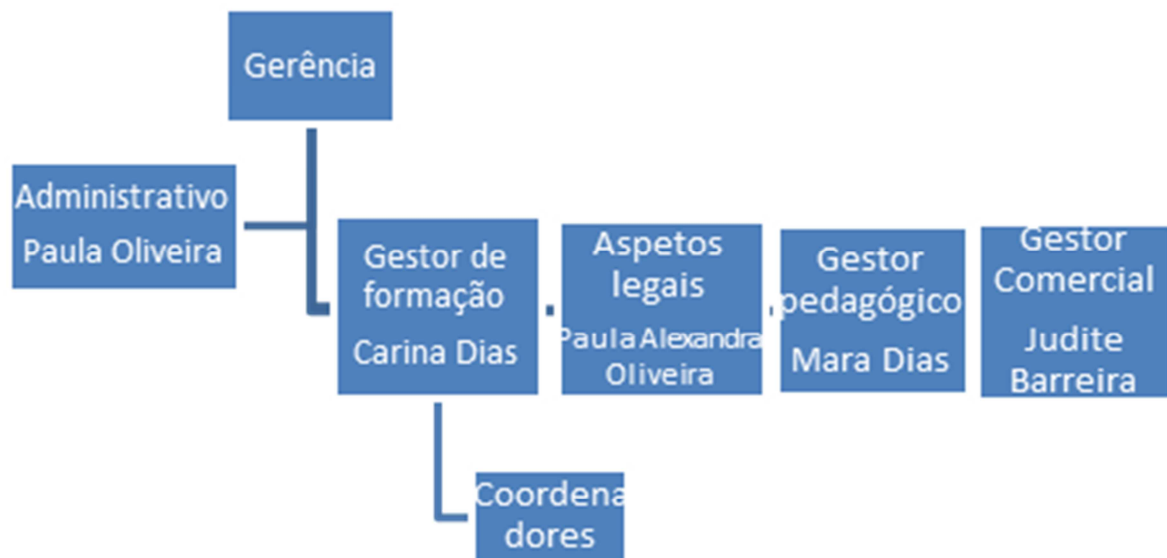 Gerência
Administrativo
Paula Oliveira
Gestor de
formação
Carina Dias
Aspetos
legais
Paula Alexandra
Oliveira
Gestor
pedagógico
Mara Dias
Gestor
Comercial
Judite
Barreira
Coordena
dores